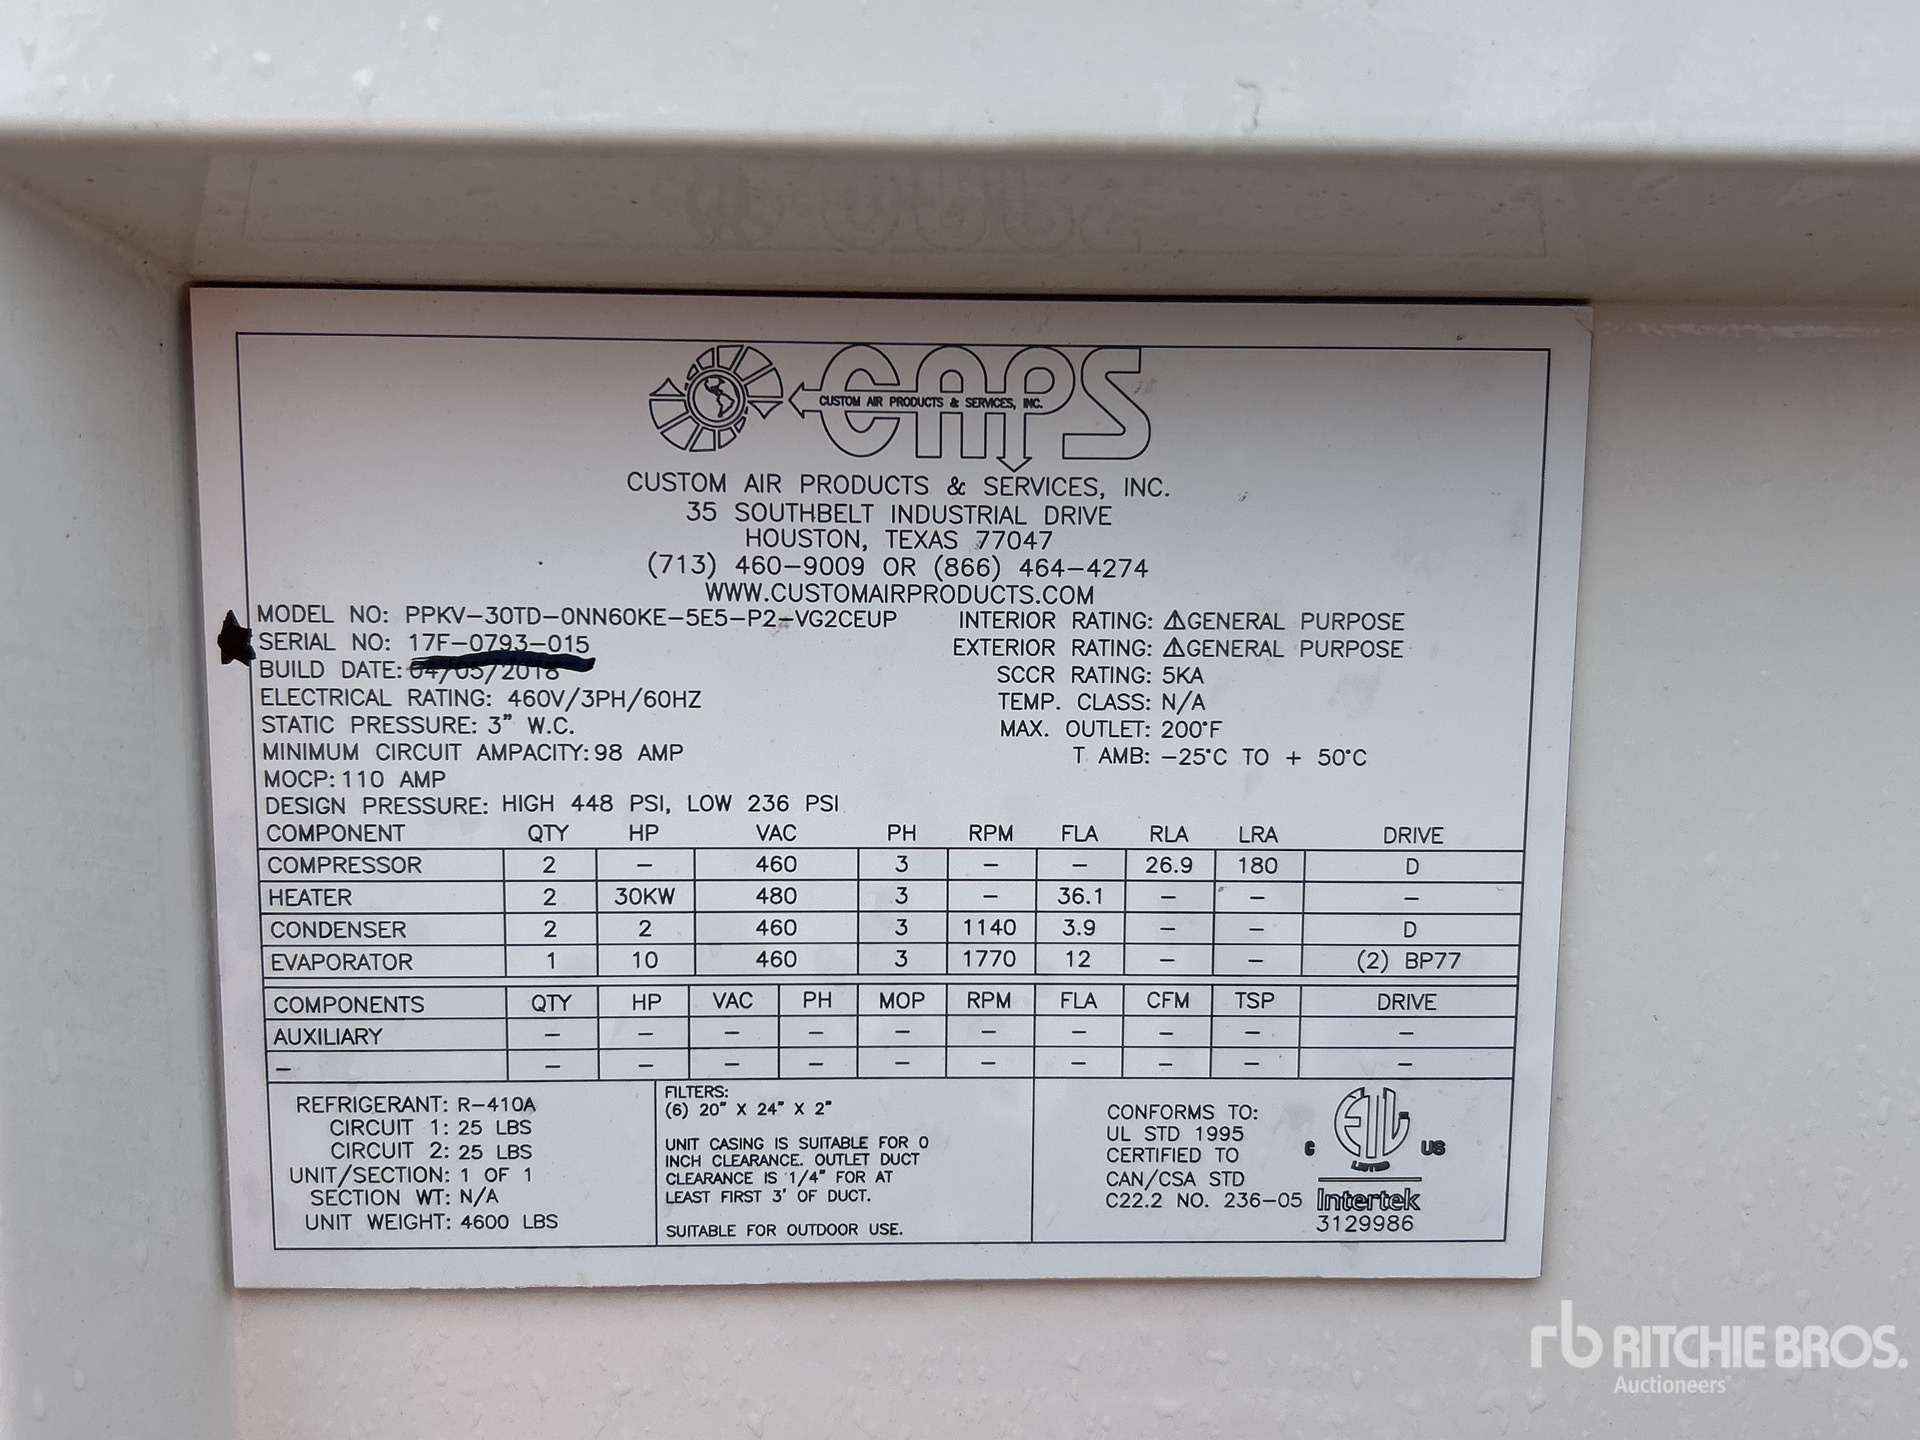 CAPS
CUSTOM AIR PRODUCTS & SERVICES, INC.
CUSTOM AIR PRODUCTS & SERVICES, INC.
35 SOUTHBELT INDUSTRIAL DRIVE
HOUSTON, TEXAS 77047
(713) 460-9009 OR (866) 464-4274
WWW.CUSTOMAIRPRODUCTS.COM
MODEL NO: PPKV-30TD-0NN60KE-5E5-P2-VG2CEUP
SERIAL NO: 17F-0793-015
BUILD DATE: 04/05/2018
ELECTRICAL RATING: 460V/3PH/60HZ
STATIC PRESSURE: 3" W.C.
MINIMUM CIRCUIT AMPACITY: 98 AMP
MOCP: 110 AMP
DESIGN PRESSURE: HIGH 448 PSI, LOW 236 PSI
INTERIOR RATING: ⚠GENERAL PURPOSE
EXTERIOR RATING: ⚠GENERAL PURPOSE
SCCR RATING: 5KA
TEMP. CLASS: N/A
MAX. OUTLET: 200°F
T AMB: -25°C TO + 50°C
COMPONENT QTY HP VAC PH RPM FLA RLA LRA DRIVE
COMPRESSOR 2 - 460 3 - - 26.9 180 D
HEATER 2 30KW 480 3 - 36.1 - - -
CONDENSER 2 2 460 3 1140 3.9 - - D
EVAPORATOR 1 10 460 3 1770 12 - - (2) BP77
COMPONENTS QTY HP VAC PH MOP RPM FLA CFM TSP DRIVE
AUXILIARY - - - - - - - - - -
- - - - - - - - - - -
REFRIGERANT: R-410A
CIRCUIT 1: 25 LBS
CIRCUIT 2: 25 LBS
UNIT/SECTION: 1 OF 1
SECTION WT: N/A
UNIT WEIGHT: 4600 LBS
FILTERS:
(6) 20" X 24" X 2"
UNIT CASING IS SUITABLE FOR 0
INCH CLEARANCE. OUTLET DUCT
CLEARANCE IS 1/4" FOR AT
LEAST FIRST 3' OF DUCT.
SUITABLE FOR OUTDOOR USE.
CONFORMS TO:
UL STD 1995
CERTIFIED TO
CAN/CSA STD
C22.2 NO. 236-05
ETL
C US
LISTED
Intertek
3129986
rb RITCHIE BROS.
Auctioneers